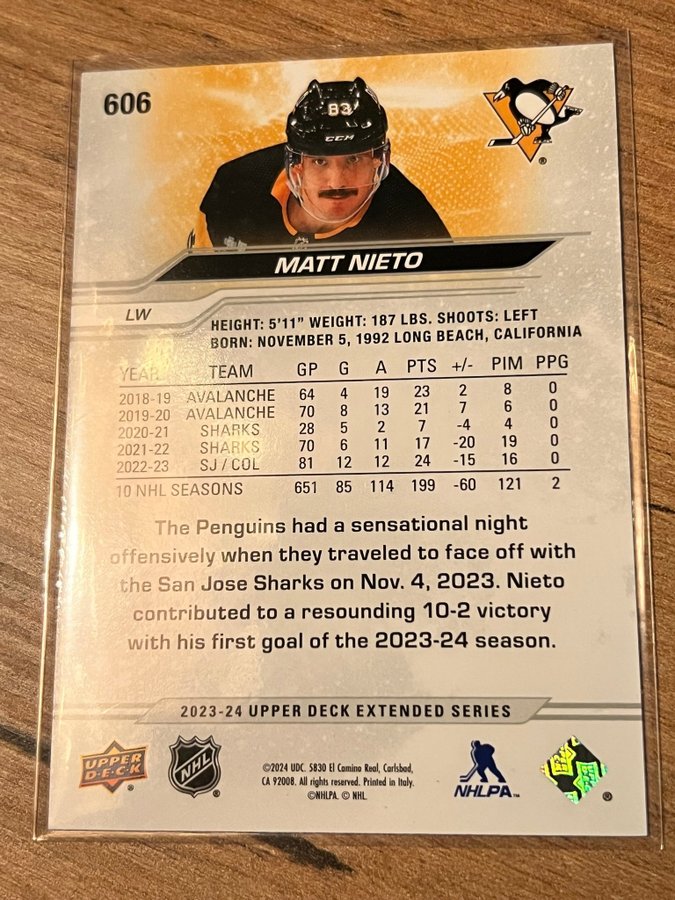 606
83
CCM
MATT NIETO
LW
HEIGHT: 5'11" WEIGHT: 187 LBS. SHOOTS: LEFT
BORN: NOVEMBER 5, 1992 LONG BEACH, CALIFORNIA
YEAR TEAM GP G A PTS +/- PIM PPG
2018-19 AVALANCHE 64 4 19 23 2 8 0
2019-20 AVALANCHE 70 8 13 21 7 6 0
2020-21 SHARKS 28 5 2 7 -4 4 0
2021-22 SHARKS 70 6 11 17 -20 19 0
2022-23 SJ / COL 81 12 12 24 -15 16 0
10 NHL SEASONS 651 85 114 199 -60 121 2
The Penguins had a sensational night
offensively when they traveled to face off with
the San Jose Sharks on Nov. 4, 2023. Nieto
contributed to a resounding 10-2 victory
with his first goal of the 2023-24 season.
2023-24 UPPER DECK EXTENDED SERIES
UPPER
D·E·C·K
®
NHL
®
©2024 UDC. 5830 El Camino Real, Carlsbad,
CA 92008. All rights reserved. Printed in Italy.
©NHLPA. © NHL.
NHLPA™
®